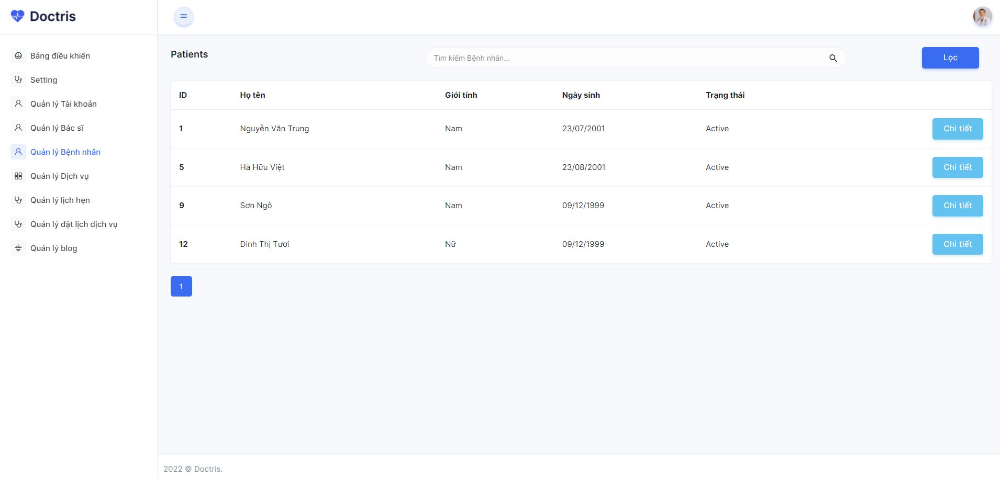 Doctris
Bảng điều khiển
Setting
Quản lý Tài khoản
Quản lý Bác sĩ
Quản lý Bệnh nhân
Quản lý Dịch vụ
Quản lý lịch hẹn
Quản lý đặt lịch dịch vụ
Quản lý blog
Patients
Tìm kiếm Bệnh nhân...
Lọc
ID Họ tên Giới tính Ngày sinh Trạng thái
1 Nguyễn Văn Trung Nam 23/07/2001 Active Chi tiết
5 Hà Hữu Việt Nam 23/08/2001 Active Chi tiết
9 Sơn Ngô Nam 09/12/1999 Active Chi tiết
12 Đinh Thị Tươi Nữ 09/12/1999 Active Chi tiết
1
2022 © Doctris.